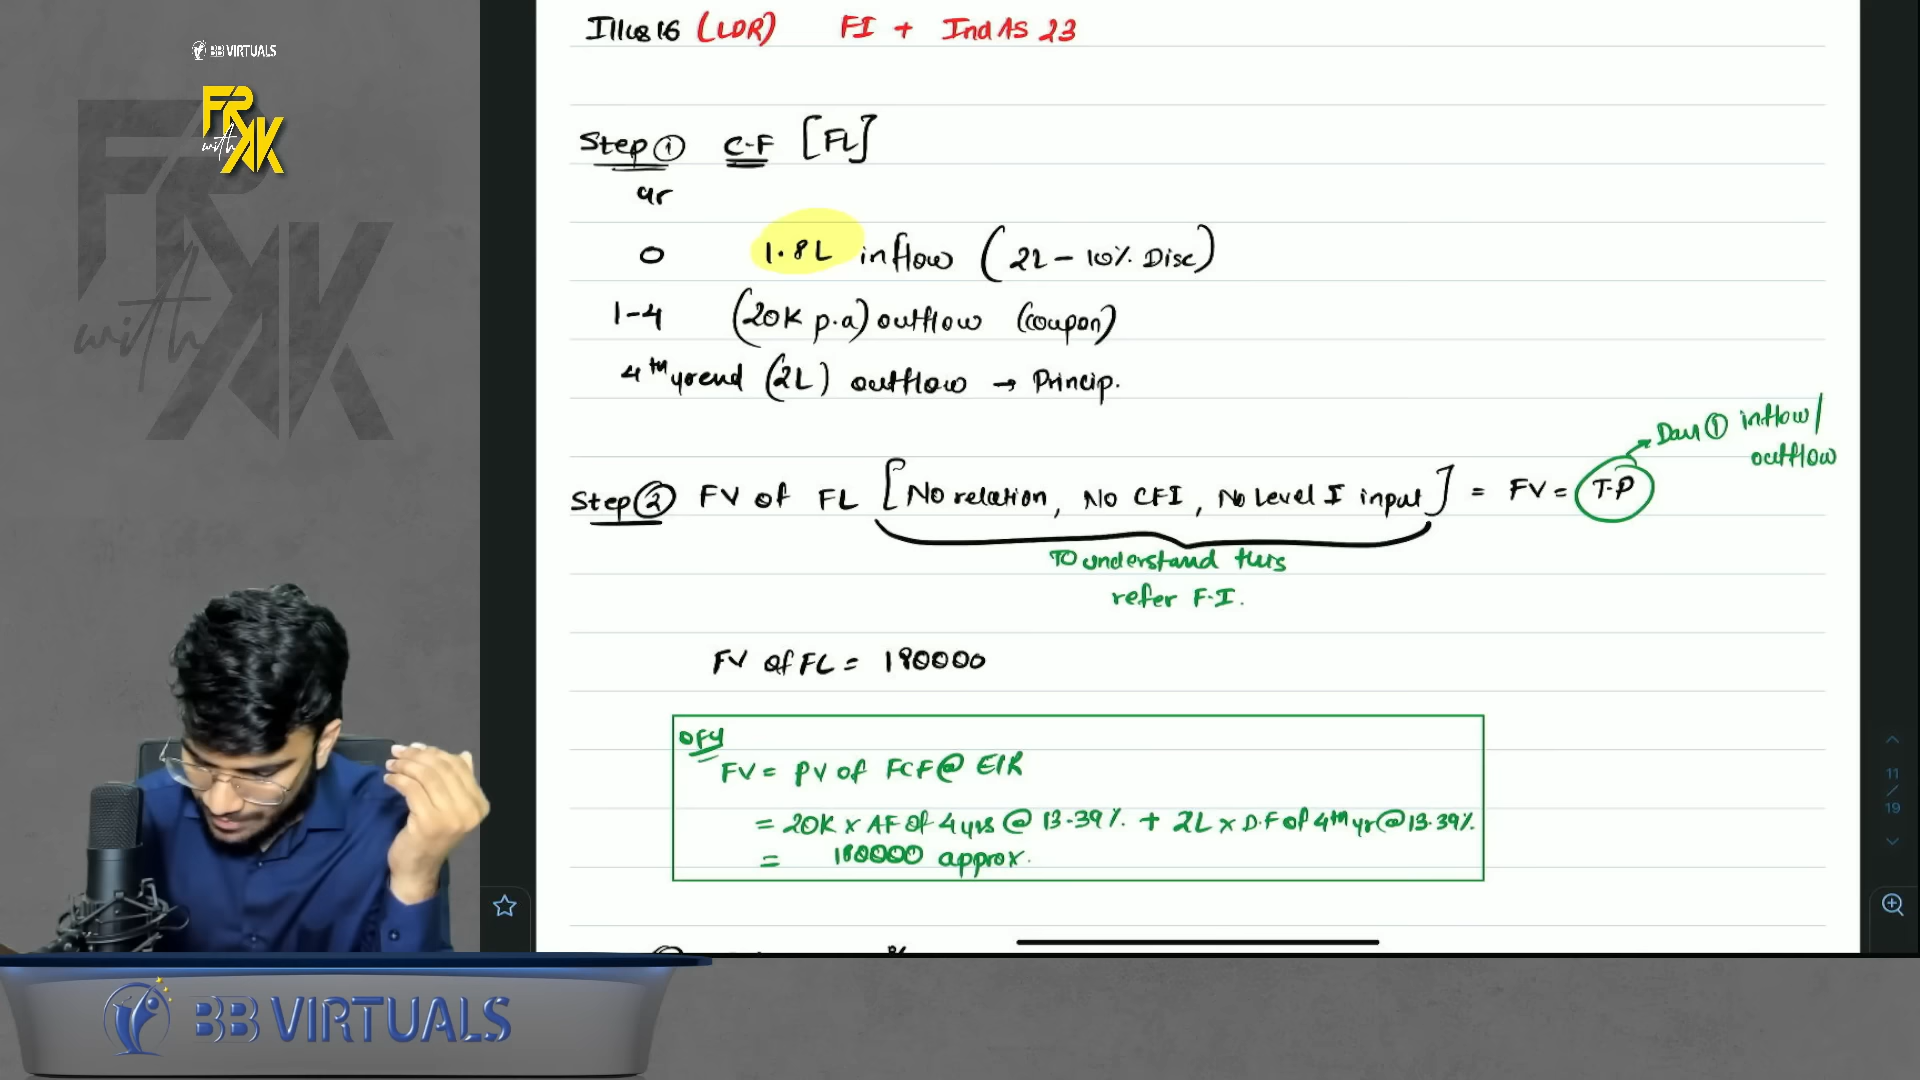 BB VIRTUALS
FR
with
KK
Illus 16 (LDR) FI + Ind AS 23
Step ① C-F [FL]
yr
0 1.8L inflow (2L - 10% Disc)
1-4 (20K p.a) outflow (coupon)
4th yr end (2L) outflow → Princip.
Day ① inflow/
outflow
Step ② FV of FL [No relation, No CFI, No Level I input] = FV = T.P
To understand this
refer F.I.
FV of FL = 180000
OFY
FV = PV of FCF @ EIR
= 20K x AF of 4 yrs @ 13.39% + 2L x D.F of 4th yr @ 13.39%
= 180000 approx.
11
/
19
BB VIRTUALS